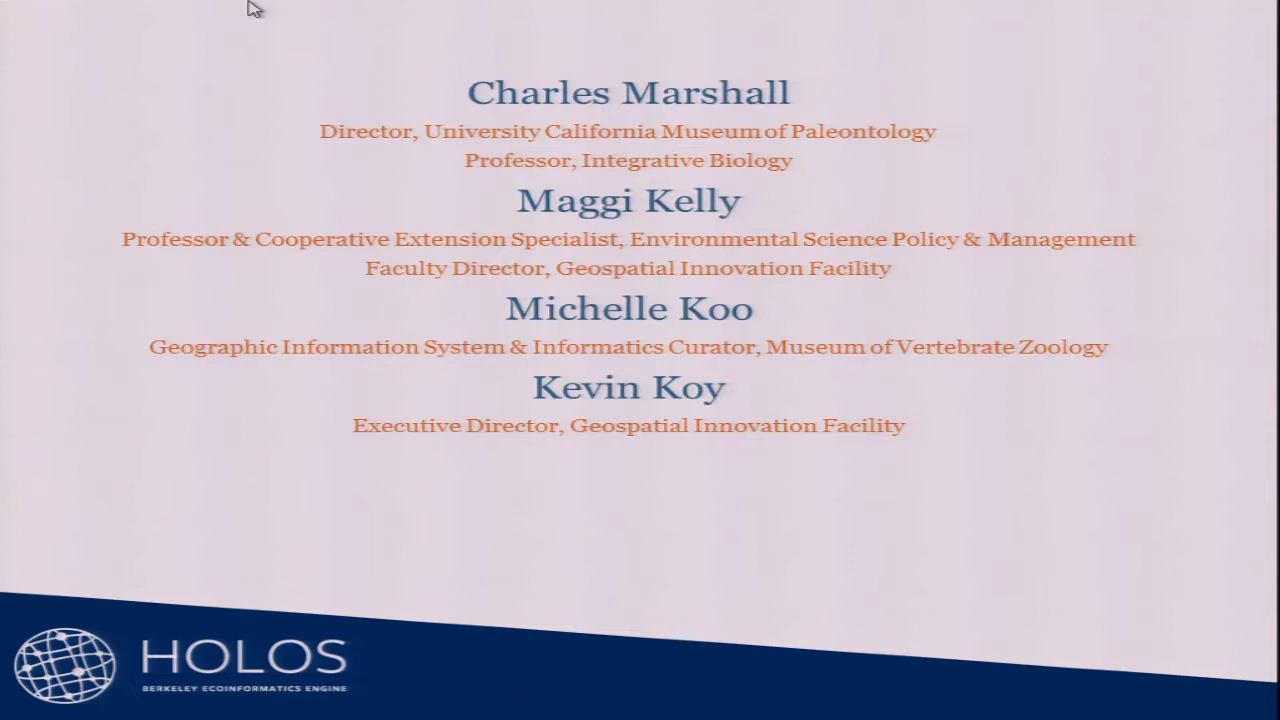 Charles Marshall
Director, University California Museum of Paleontology
Professor, Integrative Biology
Maggi Kelly
Professor & Cooperative Extension Specialist, Environmental Science Policy & Management
Faculty Director, Geospatial Innovation Facility
Michelle Koo
Geographic Information System & Informatics Curator, Museum of Vertebrate Zoology
Kevin Koy
Executive Director, Geospatial Innovation Facility
HOLOS
BERKELEY ECOINFORMATICS ENGINE